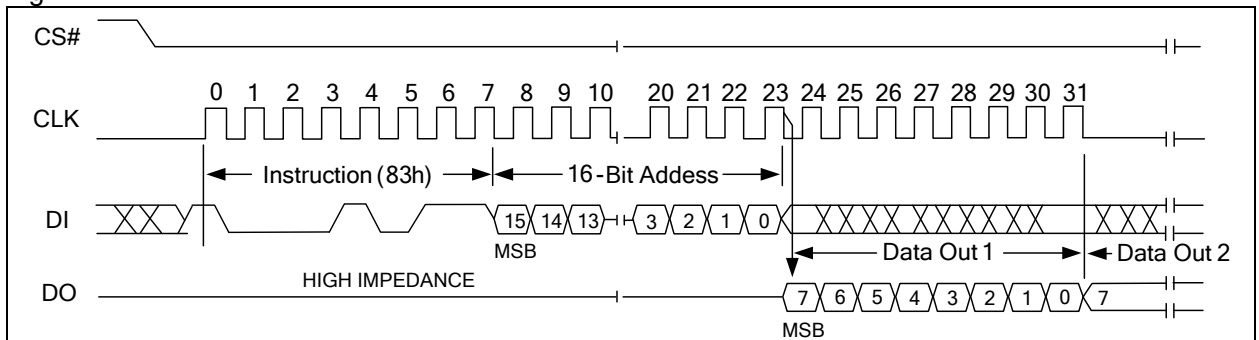 CS#
0 1 2 3 4 5 6 7 8 9 10 20 21 22 23 24 25 26 27 28 29 30 31
CLK
Instruction (83h) 16-Bit Addess
DI 15 14 13 3 2 1 0
MSB Data Out 1 Data Out 2
HIGH IMPEDANCE
DO 7 6 5 4 3 2 1 0 7
MSB